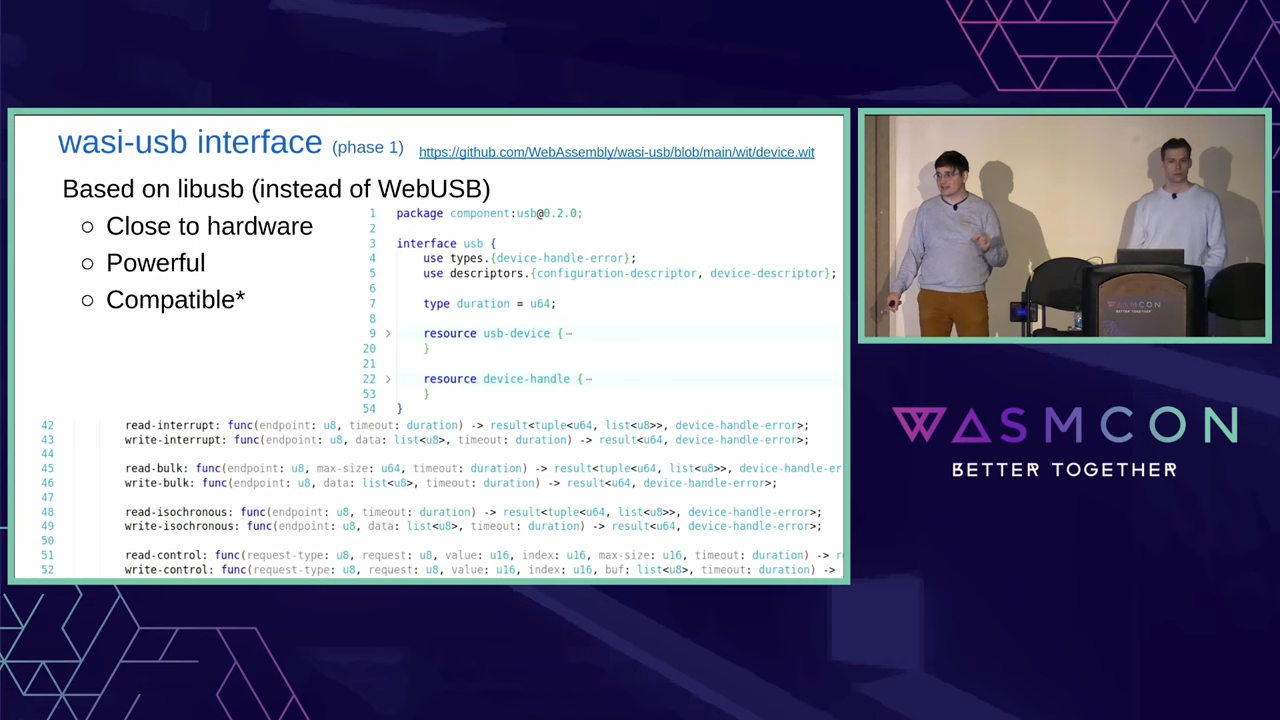 wasi-usb interface (phase 1) https://github.com/WebAssembly/wasi-usb/blob/main/wit/device.wit
Based on libusb (instead of WebUSB)
○ Close to hardware
○ Powerful
○ Compatible*
1 package component:usb@0.2.0;
2
3 interface usb {
4 use types.{device-handle-error};
5 use descriptors.{configuration-descriptor, device-descriptor};
6
7 type duration = u64;
8
9 > resource usb-device {⋯
20 }
21
22 > resource device-handle {⋯
53 }
54 }
42 read-interrupt: func(endpoint: u8, timeout: duration) -> result<tuple<u64, list<u8>>, device-handle-error>;
43 write-interrupt: func(endpoint: u8, data: list<u8>, timeout: duration) -> result<u64, device-handle-error>;
44
45 read-bulk: func(endpoint: u8, max-size: u64, timeout: duration) -> result<tuple<u64, list<u8>>, device-handle-er
46 write-bulk: func(endpoint: u8, data: list<u8>, timeout: duration) -> result<u64, device-handle-error>;
47
48 read-isochronous: func(endpoint: u8, timeout: duration) -> result<tuple<u64, list<u8>>, device-handle-error>;
49 write-isochronous: func(endpoint: u8, data: list<u8>, timeout: duration) -> result<u64, device-handle-error>;
50
51 read-control: func(request-type: u8, request: u8, value: u16, index: u16, max-size: u16, timeout: duration) -> r
52 write-control: func(request-type: u8, request: u8, value: u16, index: u16, buf: list<u8>, timeout: duration) ->
WASMCON
BETTER TOGETHER
WASMCON
BETTER TOGETHER